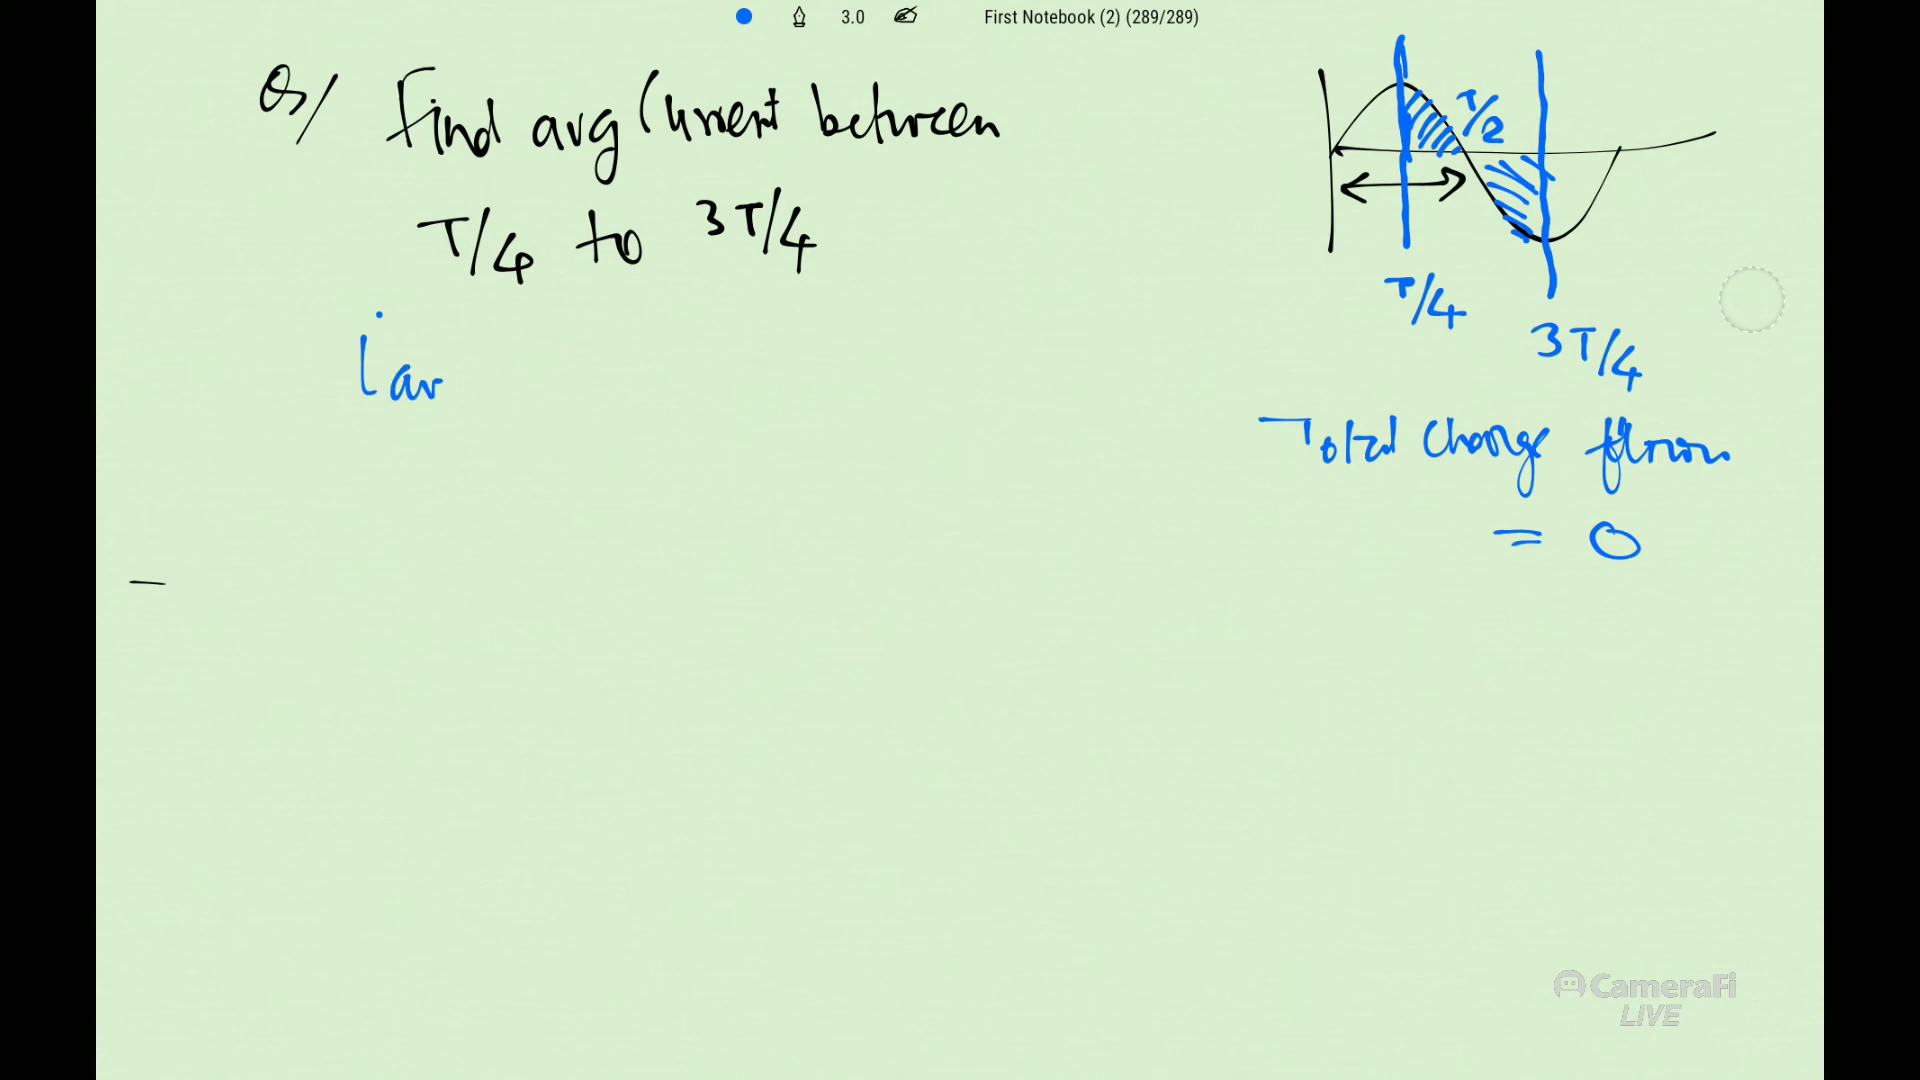 3.0 First Notebook (2) (289/289)
Q/ Find avg Current between
T/4 to 3T/4
iav
T/2
T/4
3T/4
Total charge flown
= 0
CameraFi
LIVE